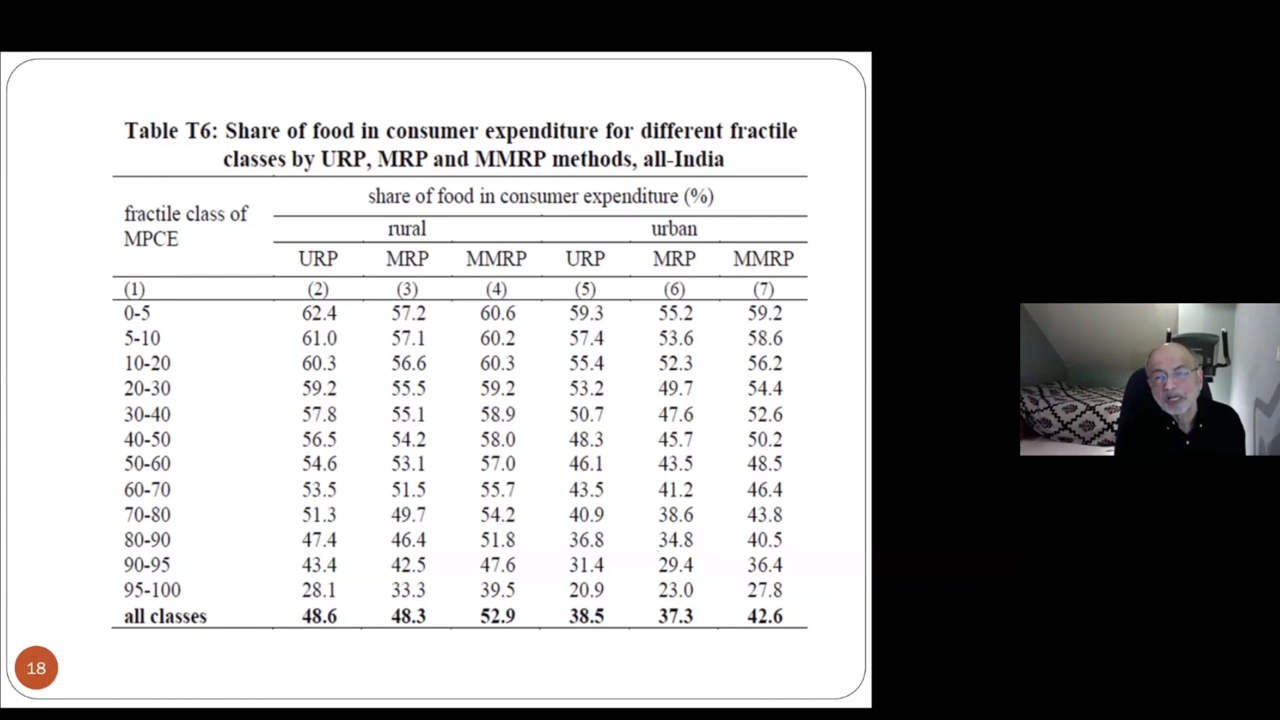 Table T6: Share of food in consumer expenditure for different fractile
classes by URP, MRP and MMRP methods, all-India
share of food in consumer expenditure (%)
fractile class of
MPCE
rural urban
URP MRP MMRP URP MRP MMRP
(1) (2) (3) (4) (5) (6) (7)
0-5 62.4 57.2 60.6 59.3 55.2 59.2
5-10 61.0 57.1 60.2 57.4 53.6 58.6
10-20 60.3 56.6 60.3 55.4 52.3 56.2
20-30 59.2 55.5 59.2 53.2 49.7 54.4
30-40 57.8 55.1 58.9 50.7 47.6 52.6
40-50 56.5 54.2 58.0 48.3 45.7 50.2
50-60 54.6 53.1 57.0 46.1 43.5 48.5
60-70 53.5 51.5 55.7 43.5 41.2 46.4
70-80 51.3 49.7 54.2 40.9 38.6 43.8
80-90 47.4 46.4 51.8 36.8 34.8 40.5
90-95 43.4 42.5 47.6 31.4 29.4 36.4
95-100 28.1 33.3 39.5 20.9 23.0 27.8
all classes 48.6 48.3 52.9 38.5 37.3 42.6
18